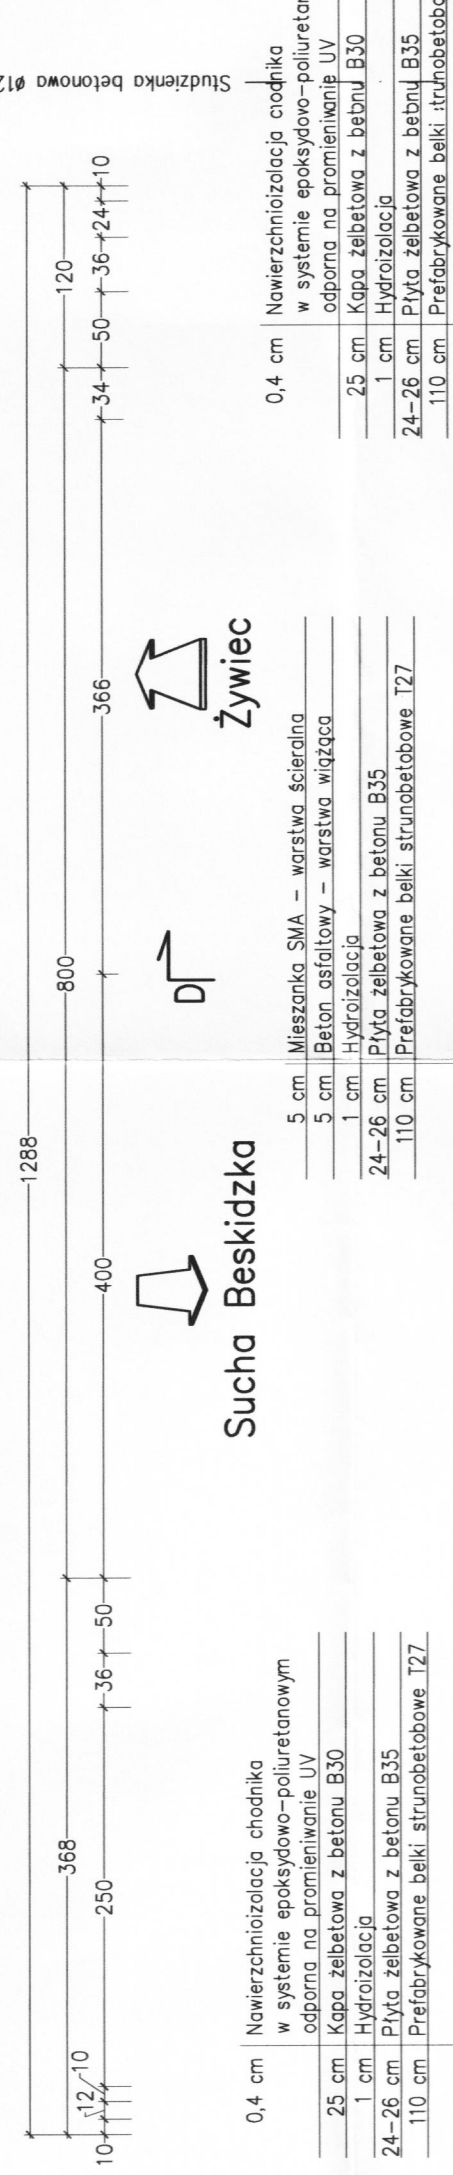 1288
368
800
120
10
12
10
250
36
50
400
366
34
50
36
24
10
Studzienka betonowa ø12
Sucha Beskidzka
D
Żywiec
0,4 cm Nawierzchnioizolacja chodnika
w systemie epoksydowo-poliuretanowym
odporna na promieniwanie UV
25 cm Kapa żelbetowa z betonu B30
1 cm Hydroizolacja
24-26 cm Płyta żelbetowa z betonu B35
110 cm Prefabrykowane belki strunobetobowe T27
5 cm Mieszanka SMA – warstwa ścieralna
5 cm Beton asfaltowy – warstwa wiążąca
1 cm Hydroizolacja
24-26 cm Płyta żelbetowa z betonu B35
110 cm Prefabrykowane belki strunobetobowe T27
0,4 cm Nawierzchnioizolacja chodnika
w systemie epoksydowo-poliuretan
odporna na promieniwanie UV
25 cm Kapa żelbetowa z betonu B30
1 cm Hydroizolacja
24-26 cm Płyta żelbetowa z betonu B35
110 cm Prefabrykowane belki strunobetobo